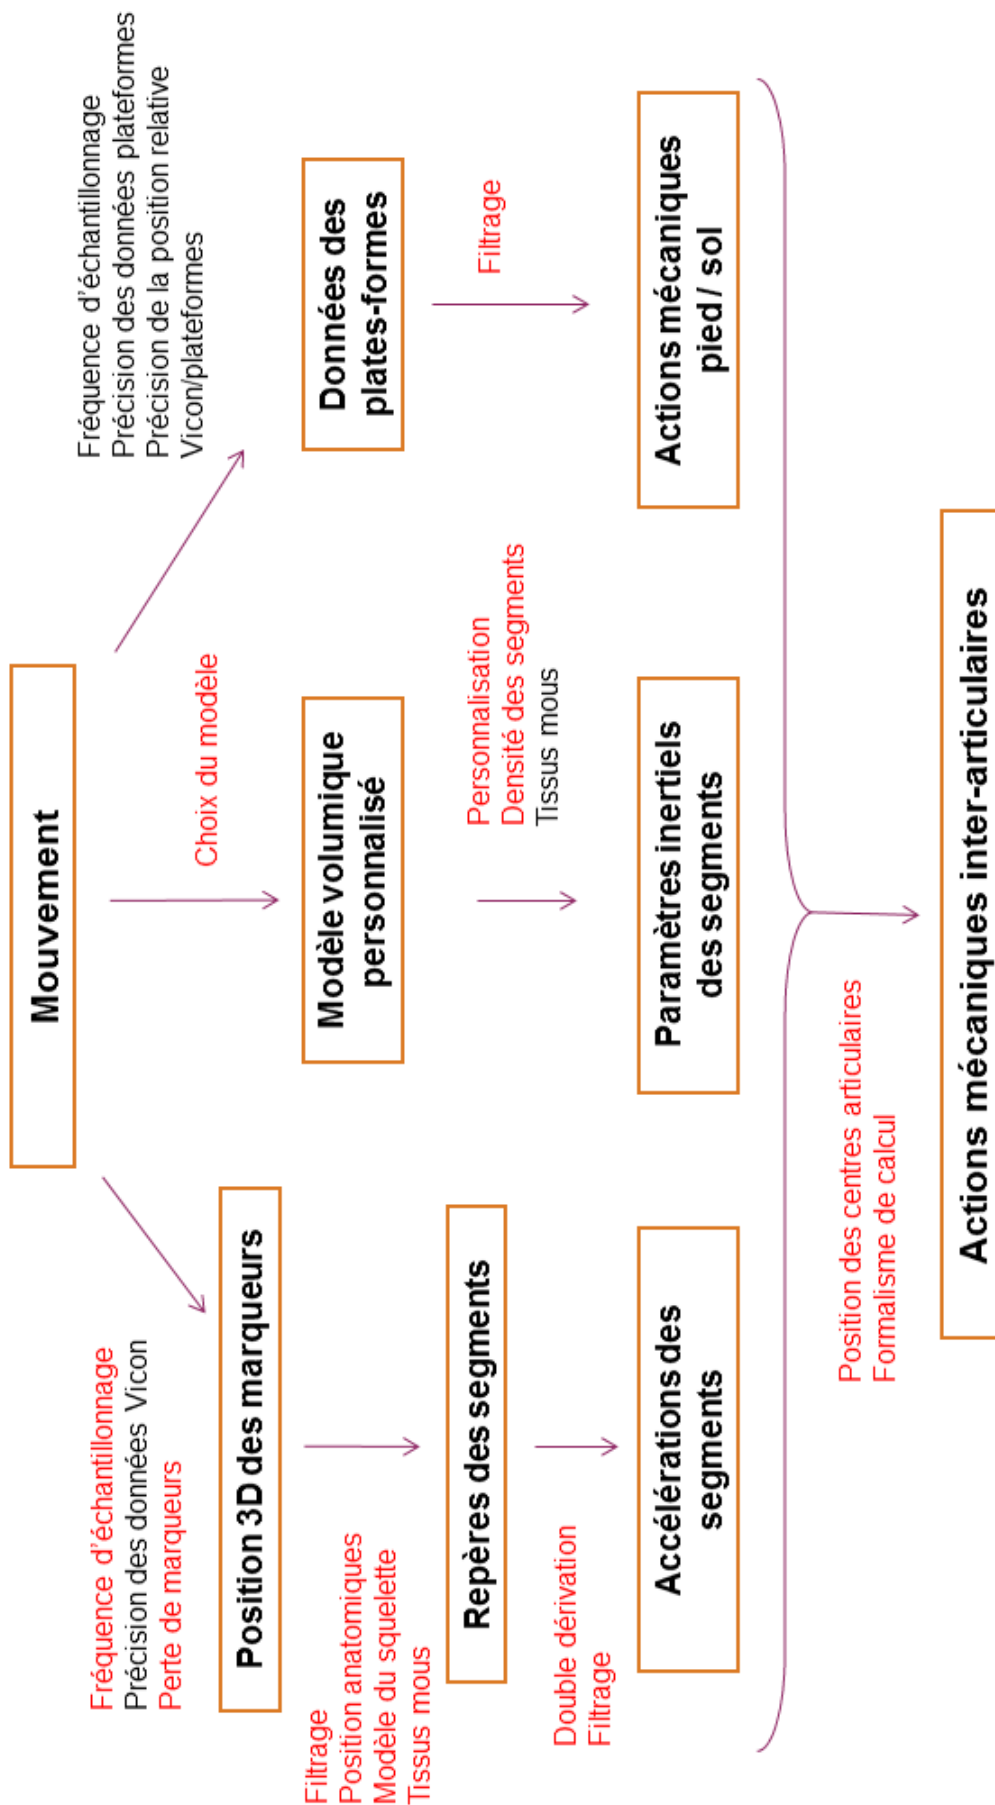 Mouvement
Fréquence d'échantillonnage
Précision des données Vicon
Perte de marqueurs
Choix du modèle
Fréquence d'échantillonnage
Précision des données plateformes
Précision de la position relative
Vicon/plateformes
Position 3D des marqueurs
Modèle volumique
personnalisé
Données des
plates-formes
Filtrage
Position anatomiques
Modèle du squelette
Tissus mous
Repères des segments
Personnalisation
Densité des segments
Tissus mous
Filtrage
Double dérivation
Filtrage
Accélérations des
segments
Paramètres inertiels
des segments
Actions mécaniques
pied / sol
Position des centres articulaires
Formalisme de calcul
Actions mécaniques inter-articulaires